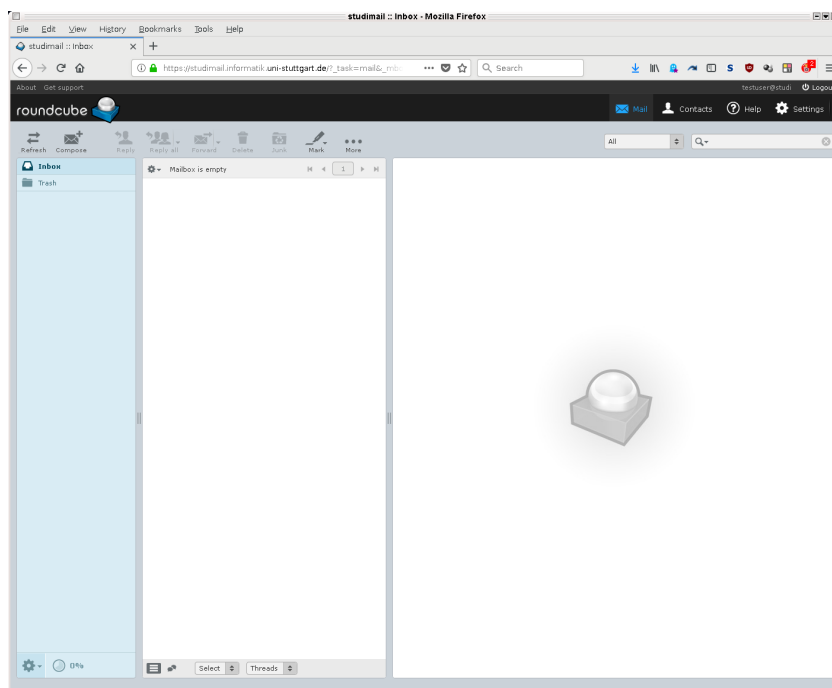 studimail :: Inbox - Mozilla Firefox
File Edit View History Bookmarks Tools Help
studimail :: Inbox × +
https://studimail.informatik.uni-stuttgart.de/?_task=mail&_mbo Search
About Get support testuser@studi Logou
roundcube Mail Contacts Help Settings
Refresh Compose Reply Reply all Forward Delete Junk Mark More All
Inbox
Mailbox is empty 1
Trash
0% Select Threads